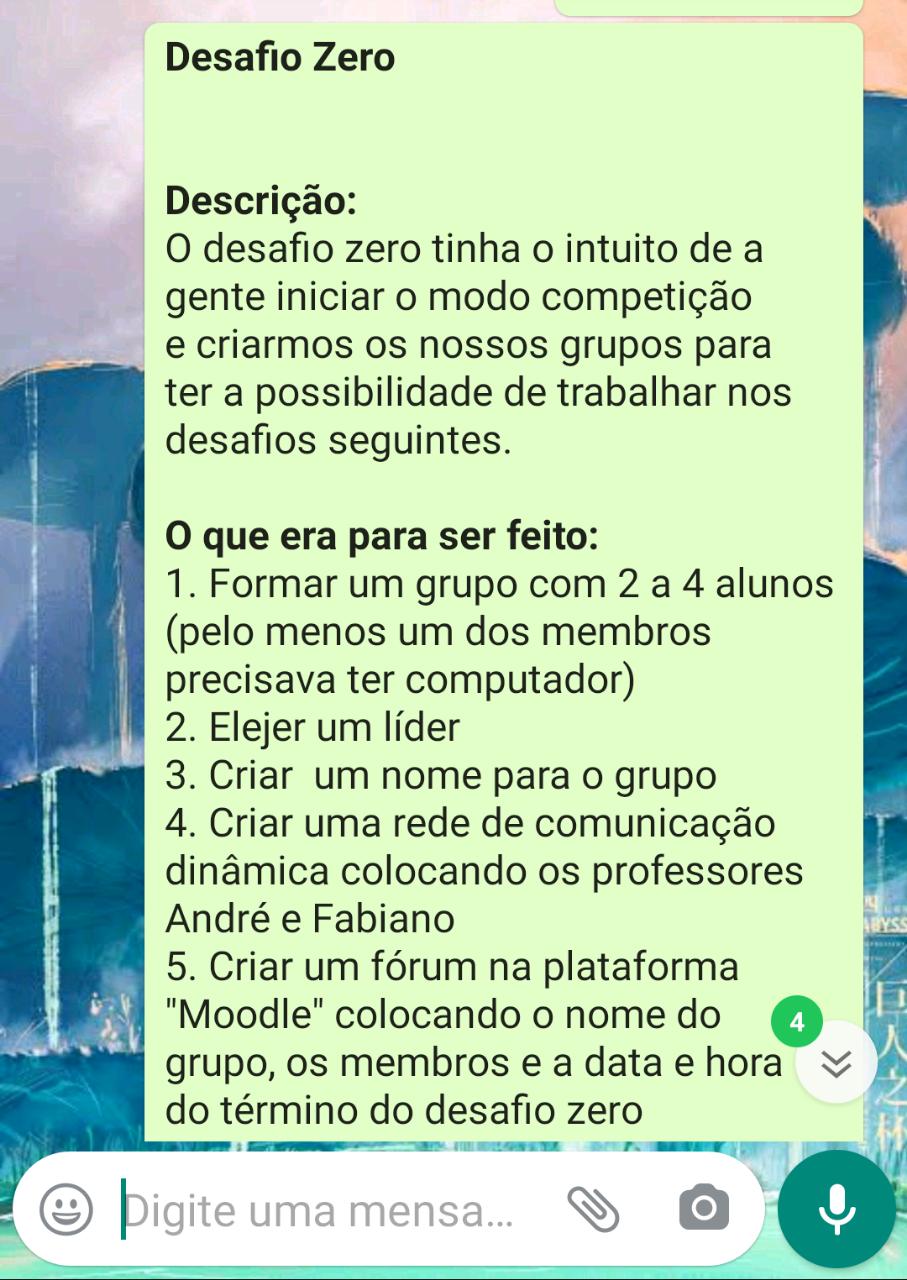 Desafio Zero
Descrição:
O desafio zero tinha o intuito de a
gente iniciar o modo competição
e criarmos os nossos grupos para
ter a possibilidade de trabalhar nos
desafios seguintes.
O que era para ser feito:
1. Formar um grupo com 2 a 4 alunos
(pelo menos um dos membros
precisava ter computador)
2. Elejer um líder
3. Criar  um nome para o grupo
4. Criar uma rede de comunicação
dinâmica colocando os professores
André e Fabiano
5. Criar um fórum na plataforma
"Moodle" colocando o nome do
grupo, os membros e a data e hora
do término do desafio zero
4
Digite uma mensa...